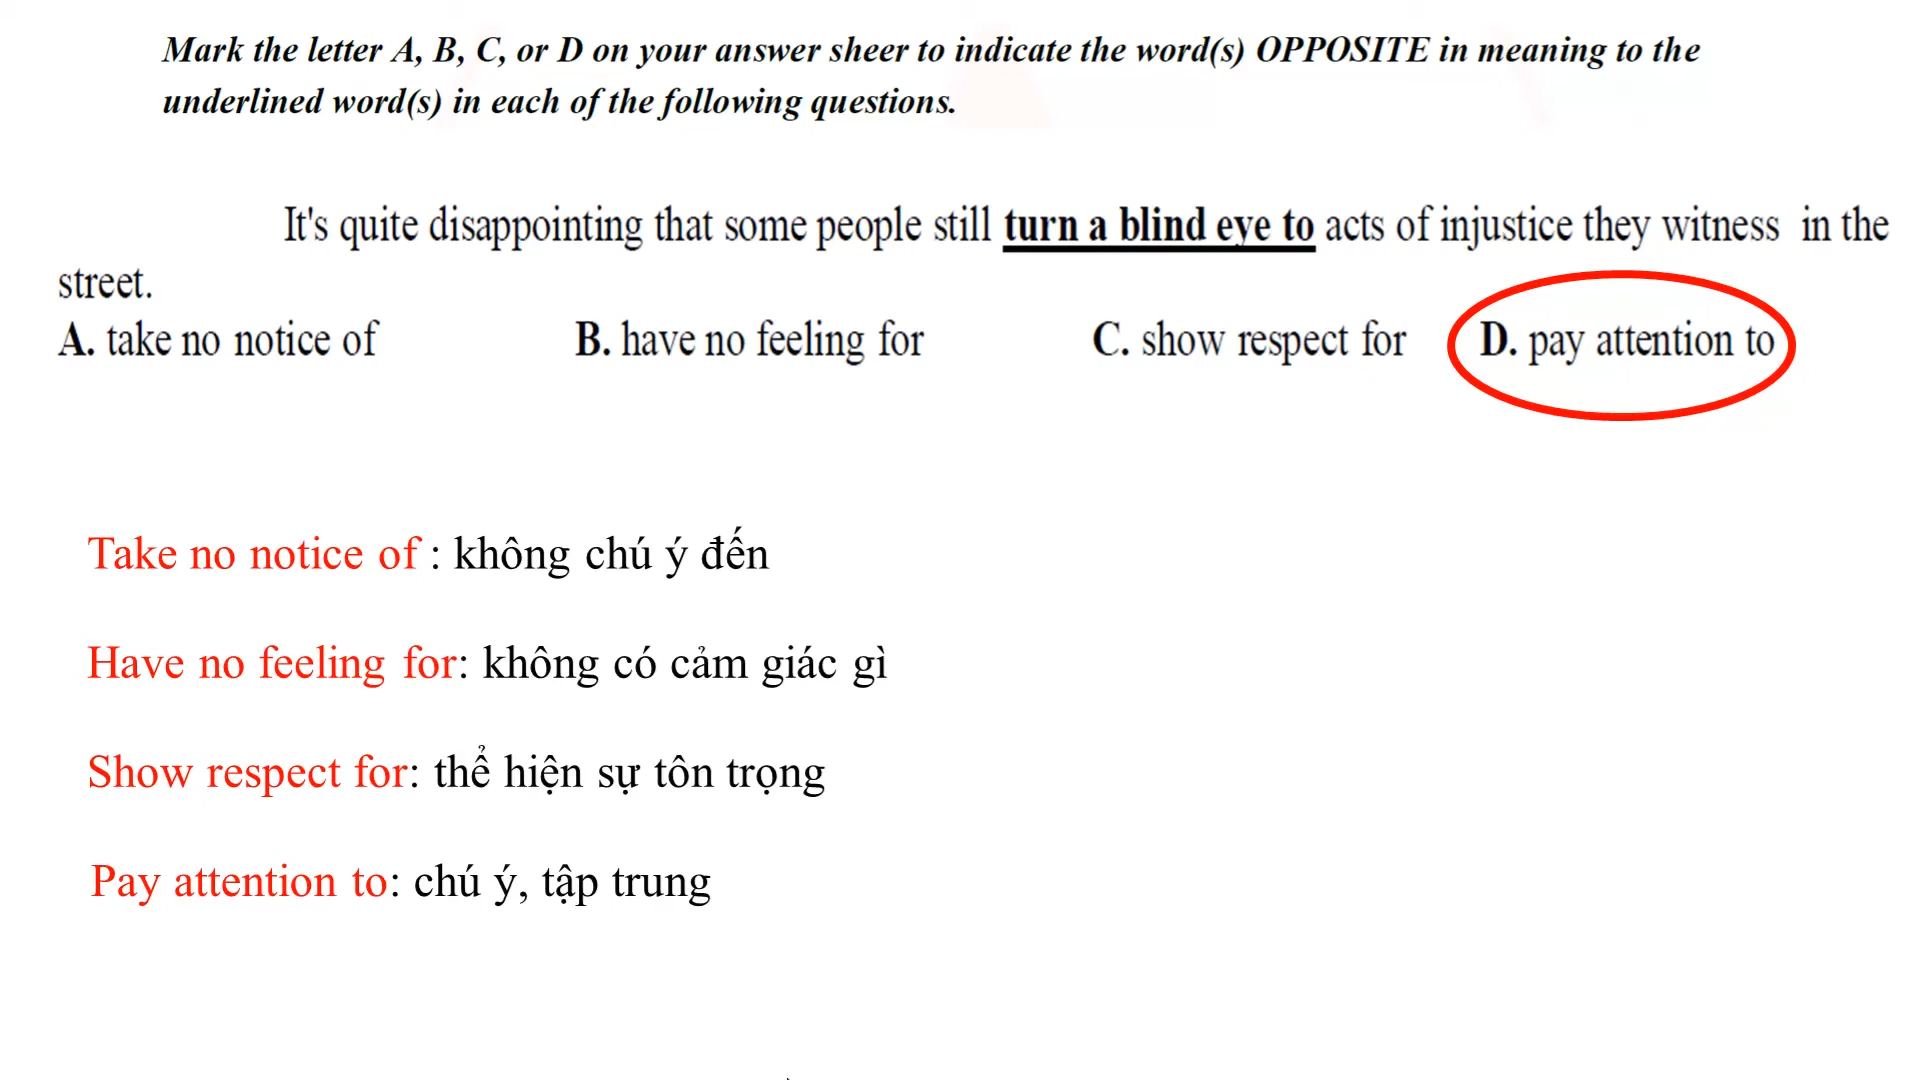 Mark the letter A, B, C, or D on your answer sheer to indicate the word(s) OPPOSITE in meaning to the
underlined word(s) in each of the following questions.
It's quite disappointing that some people still turn a blind eye to acts of injustice they witness in the
street.
A. take no notice of B. have no feeling for C. show respect for D. pay attention to
Take no notice of : không chú ý đến
Have no feeling for: không có cảm giác gì
Show respect for: thể hiện sự tôn trọng
Pay attention to: chú ý, tập trung